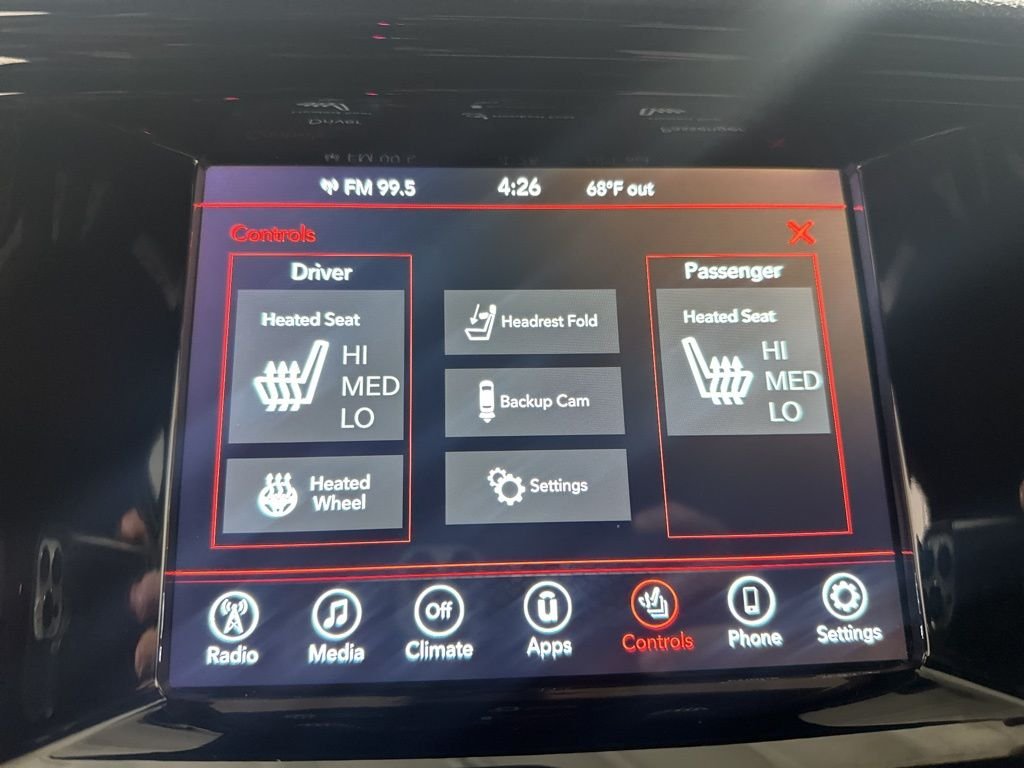 FM 99.5 4:26 68°F out
Controls
Driver
Passenger
Heated Seat
HI
MED
LO
Heated
Wheel
Headrest Fold
Backup Cam
Settings
Heated Seat
HI
MED
LO
Radio
Media
Off
Climate
Apps
Controls
Phone
Settings